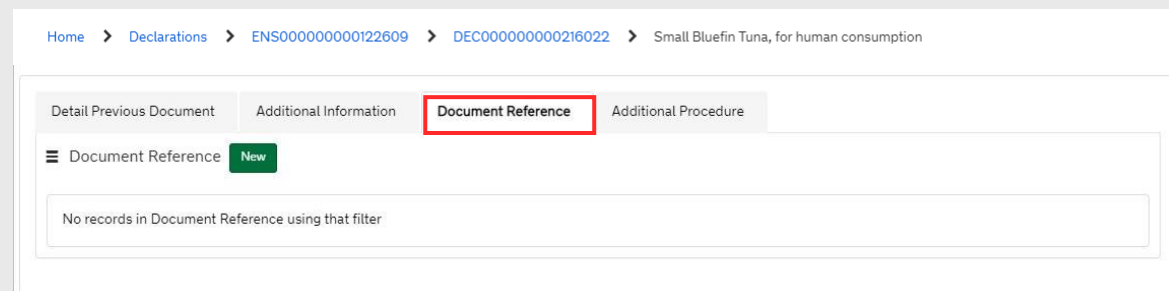 Home > Declarations > ENS000000000122609 > DEC000000000216022 > Small Bluefin Tuna, for human consumption
Detail Previous Document Additional Information Document Reference Additional Procedure
Document Reference New
No records in Document Reference using that filter